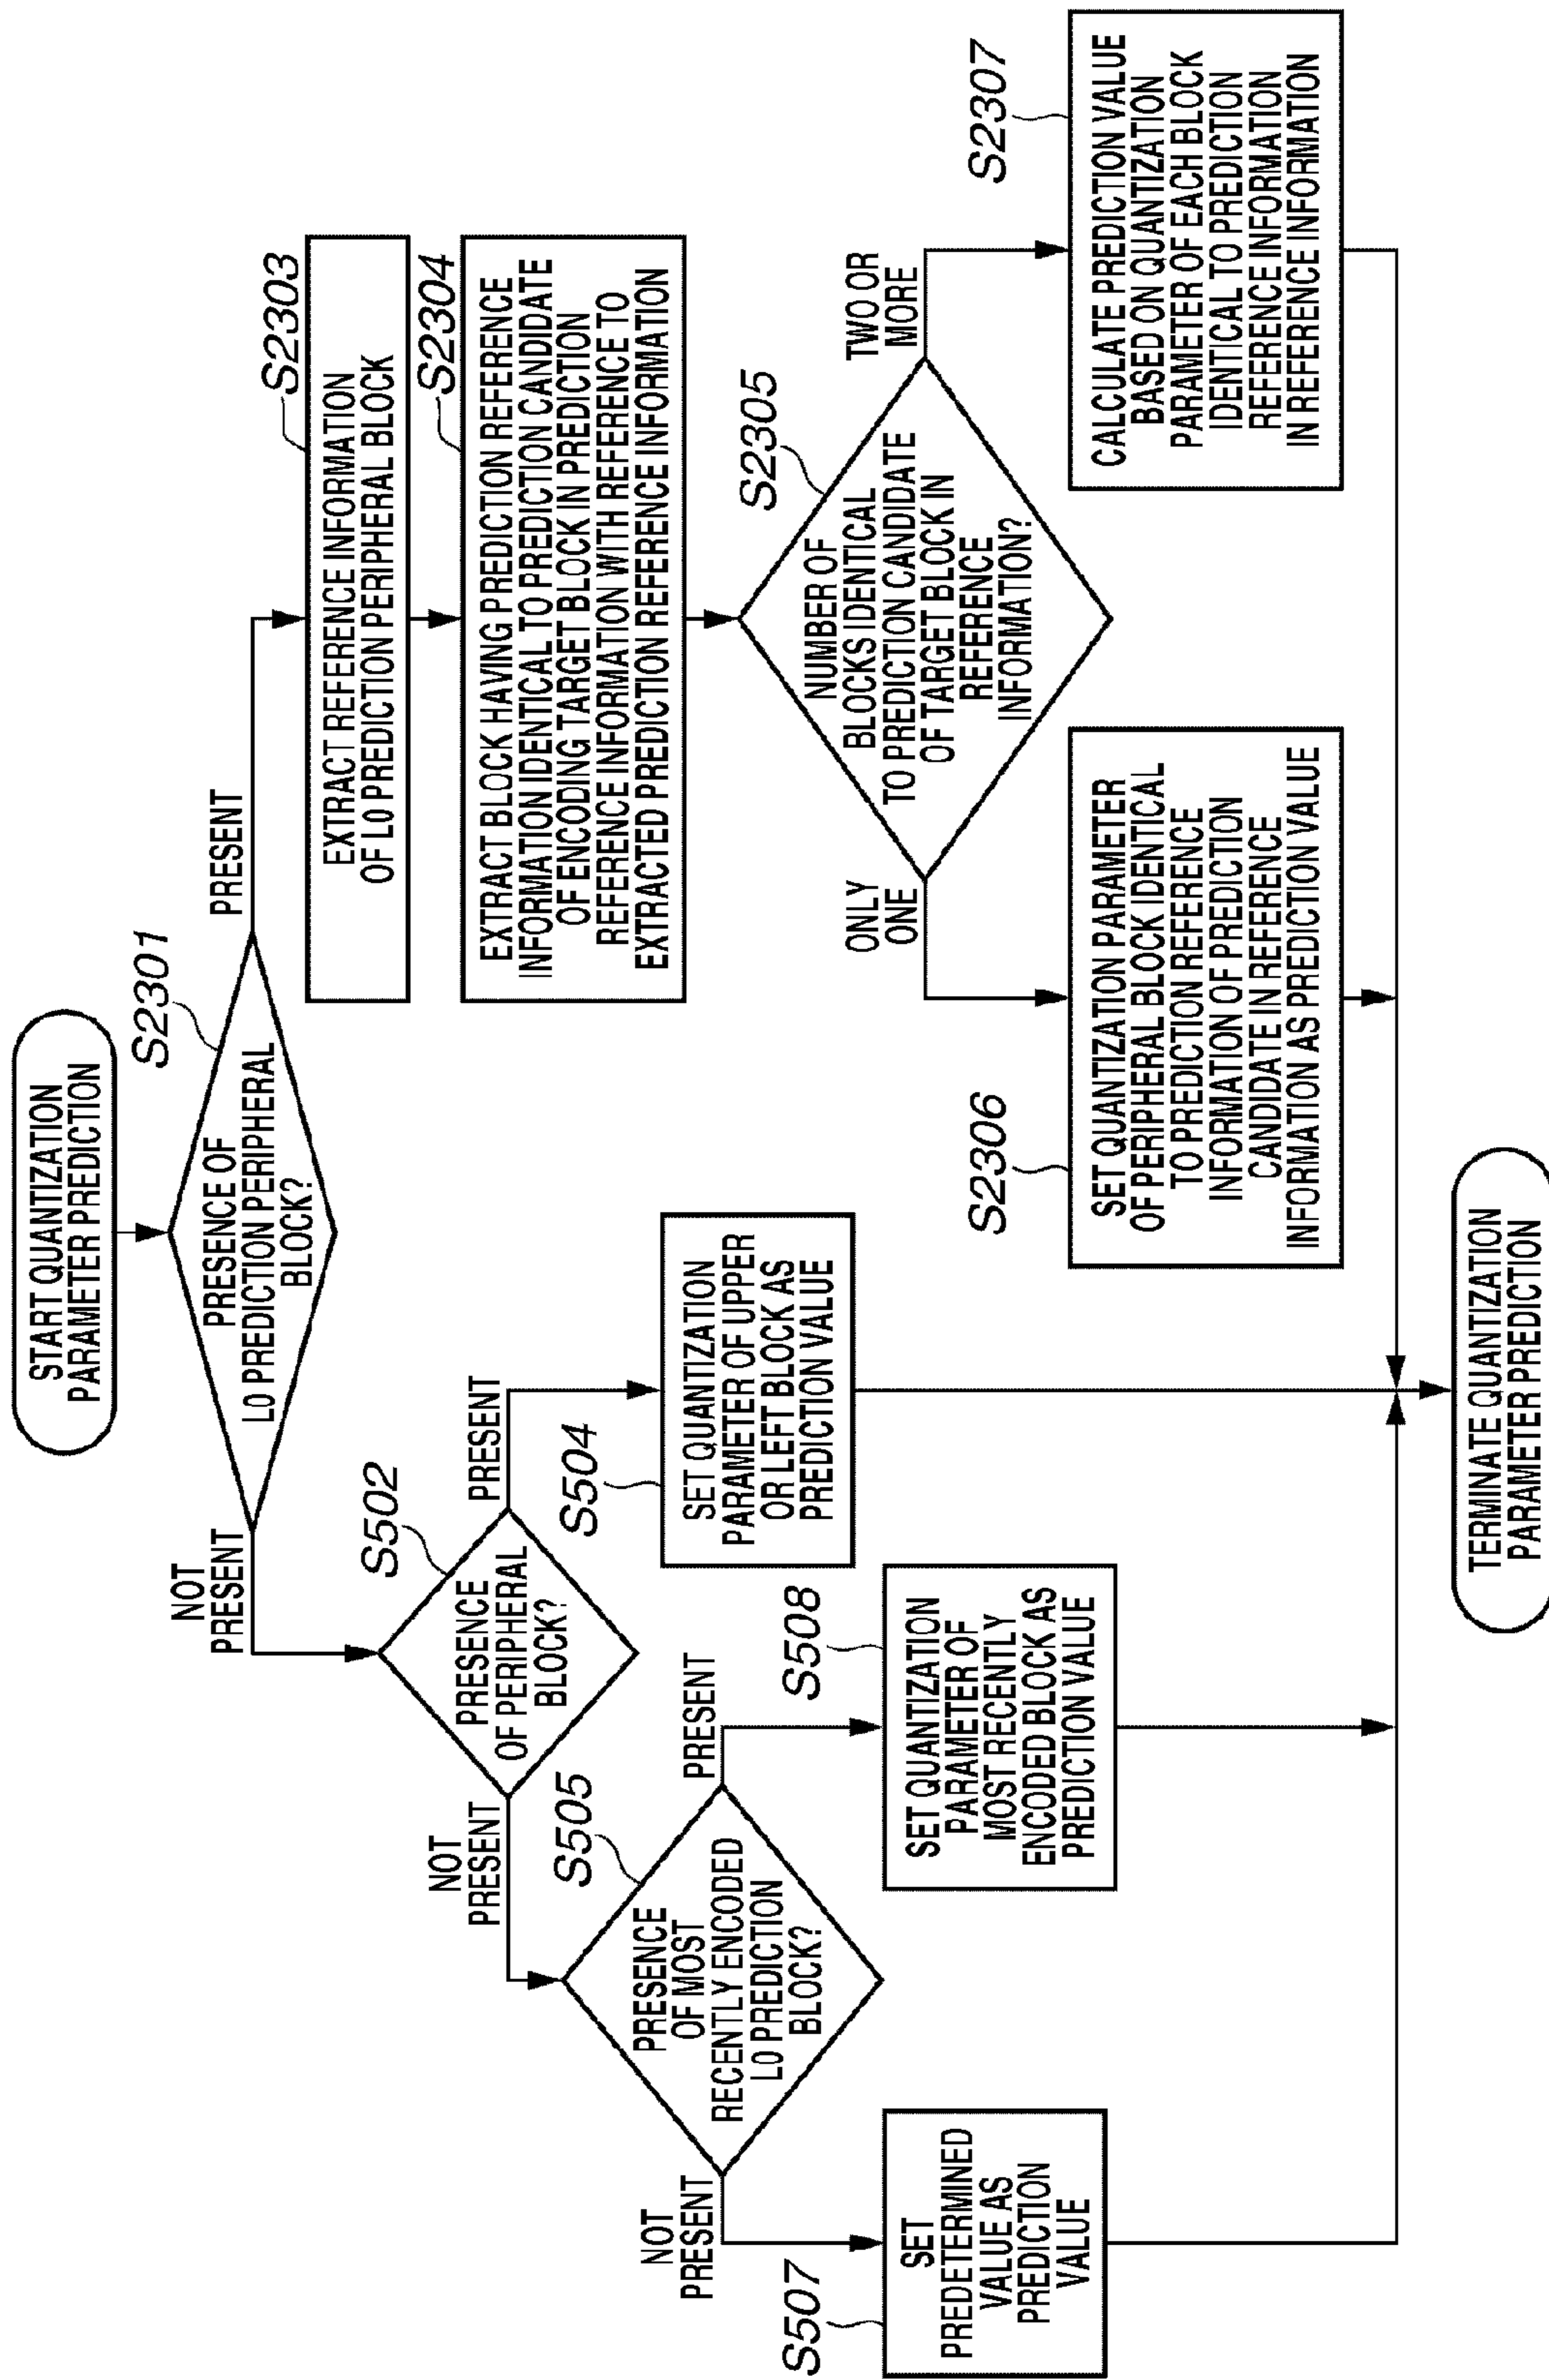 START QUANTIZATION
PARAMETER PREDICTION
S2301
PRESENCE OF
L0 PREDICTION PERIPHERAL
BLOCK?
NOT
PRESENT
PRESENT
S502
PRESENCE
OF PERIPHERAL
BLOCK?
NOT
PRESENT
PRESENT
S505
PRESENCE
OF MOST
RECENTLY ENCODED
L0 PREDICTION
BLOCK?
NOT
PRESENT
PRESENT
S507
SET
PREDETERMINED
VALUE AS
PREDICTION
VALUE
S508
SET QUANTIZATION
PARAMETER OF
MOST RECENTLY
ENCODED BLOCK AS
PREDICTION VALUE
S504
SET QUANTIZATION
PARAMETER OF UPPER
OR LEFT BLOCK AS
PREDICTION VALUE
S2303
EXTRACT REFERENCE INFORMATION
OF L0 PREDICTION PERIPHERAL BLOCK
S2304
EXTRACT BLOCK HAVING PREDICTION REFERENCE
INFORMATION IDENTICAL TO PREDICTION CANDIDATE
OF ENCODING TARGET BLOCK IN PREDICTION
REFERENCE INFORMATION WITH REFERENCE TO
EXTRACTED PREDICTION REFERENCE INFORMATION
S2305
NUMBER OF
BLOCKS IDENTICAL
TO PREDICTION CANDIDATE
OF TARGET BLOCK IN
REFERENCE
INFORMATION?
ONLY
ONE
TWO OR
MORE
S2306
SET QUANTIZATION PARAMETER
OF PERIPHERAL BLOCK IDENTICAL
TO PREDICTION REFERENCE
INFORMATION OF PREDICTION
CANDIDATE IN REFERENCE
INFORMATION AS PREDICTION VALUE
S2307
CALCULATE PREDICTION VALUE
BASED ON QUANTIZATION
PARAMETER OF EACH BLOCK
IDENTICAL TO PREDICTION
REFERENCE INFORMATION
IN REFERENCE INFORMATION
TERMINATE QUANTIZATION
PARAMETER PREDICTION